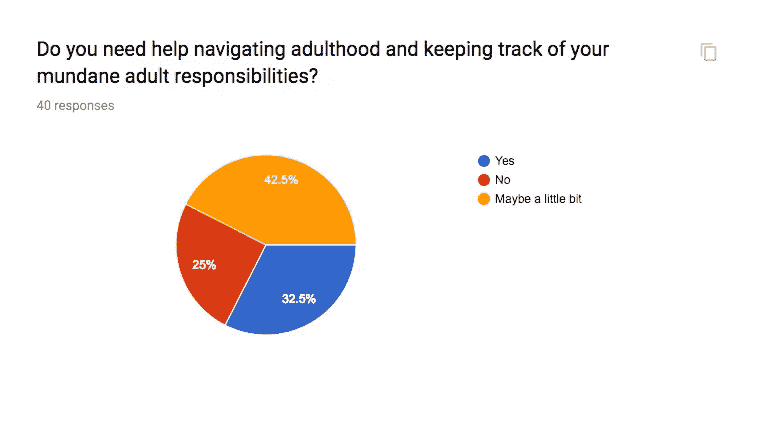 Do you need help navigating adulthood and keeping track of your
mundane adult responsibilities?
40 responses
42.5%
25%
32.5%
Yes
No
Maybe a little bit